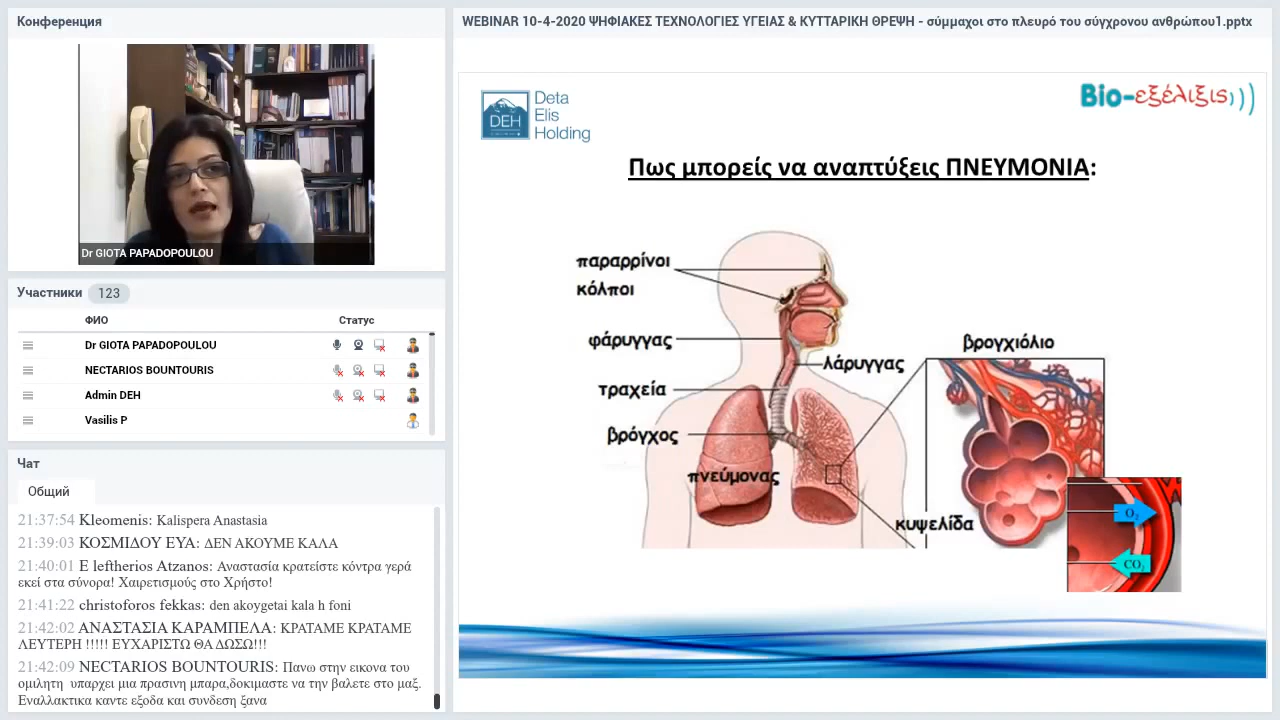 Конференция
Dr GIOTA PAPADOPOULOU
Участники 123
ФИО Статус
Dr GIOTA PAPADOPOULOU
NECTARIOS BOUNTOURIS
Admin DEH
Vasilis P
Чат
Общий
21:37:54 Kleomenis: Kalispera Anastasia
21:39:03 ΚΟΣΜΙΔΟΥ ΕΥΑ: ΔΕΝ ΑΚΟΥΜΕ ΚΑΛΑ
21:40:01 E leftherios Atzanos: Αναστασία κρατείστε κόντρα γερά
εκεί στα σύνορα! Χαιρετισμούς στο Χρήστο!
21:41:22 christoforos fekkas: den akoygetai kala h foni
21:42:02 ΑΝΑΣΤΑΣΙΑ ΚΑΡΑΜΠΕΛΑ: ΚΡΑΤΑΜΕ ΚΡΑΤΑΜΕ
ΛΕΥΤΕΡΗ !!!!! ΕΥΧΑΡΙΣΤΩ ΘΑ ΔΩΣΩ!!!
21:42:09 NECTARIOS BOUNTOURIS: Πανω στην εικονα του
ομιλητη υπαρχει μια πρασινη μπαρα,δοκιμαστε να την βαλετε στο μαξ.
Εναλλακτικα καντε εξοδα και συνδεση ξανα
WEBINAR 10-4-2020 ΨΗΦΙΑΚΕΣ ΤΕΧΝΟΛΟΓΙΕΣ ΥΓΕΙΑΣ & ΚΥΤΤΑΡΙΚΗ ΘΡΕΨΗ - σύμμαχοι στο πλευρό του σύγχρονου ανθρώπου1.pptx
DEH
Deta
Elis
Holding
Bio-εξέλιξις
Πως μπορείς να αναπτύξεις ΠΝΕΥΜΟΝΙΑ:
παραρρίνοι
κόλποι
φάρυγγας
λάρυγγας
τραχεία
βρόγχος
πνεύμονας
βρογχιόλιο
κυψελίδα
O₂
CO₂